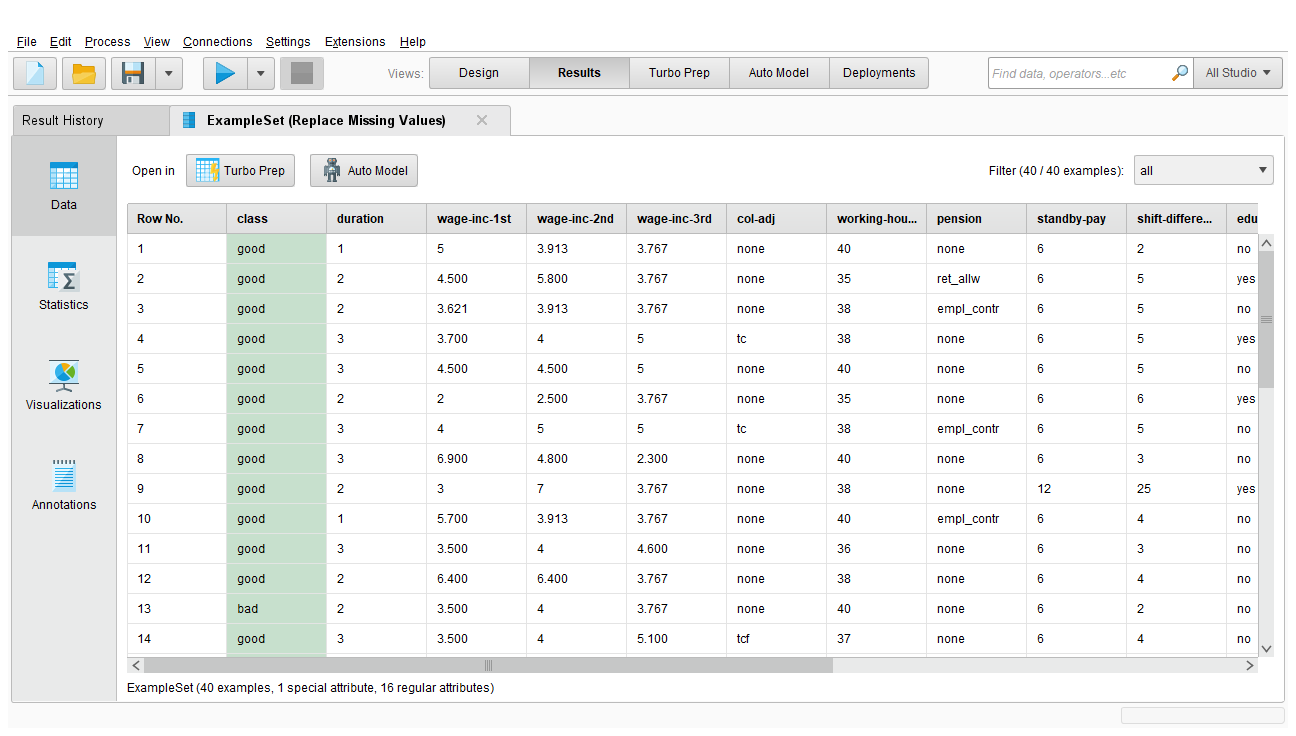 File Edit Process View Connections Settings Extensions Help
Views: Design Results Turbo Prep Auto Model Deployments Find data, operators...etc All Studio
Result History ExampleSet (Replace Missing Values)
Open in Turbo Prep Auto Model Filter (40 / 40 examples): all
Data
Statistics
Visualizations
Annotations
Row No. class duration wage-inc-1st wage-inc-2nd wage-inc-3rd col-adj working-hou... pension standby-pay shift-differe... edu
1 good 1 5 3.913 3.767 none 40 none 6 2 no
2 good 2 4.500 5.800 3.767 none 35 ret_allw 6 5 yes
3 good 2 3.621 3.913 3.767 none 38 empl_contr 6 5 no
4 good 3 3.700 4 5 tc 38 none 6 5 yes
5 good 3 4.500 4.500 5 none 40 none 6 5 no
6 good 2 2 2.500 3.767 none 35 none 6 6 yes
7 good 3 4 5 5 tc 38 empl_contr 6 5 no
8 good 3 6.900 4.800 2.300 none 40 none 6 3 no
9 good 2 3 7 3.767 none 38 none 12 25 yes
10 good 1 5.700 3.913 3.767 none 40 empl_contr 6 4 no
11 good 3 3.500 4 4.600 none 36 none 6 3 no
12 good 2 6.400 6.400 3.767 none 38 none 6 4 no
13 bad 2 3.500 4 3.767 none 40 none 6 2 no
14 good 3 3.500 4 5.100 tcf 37 none 6 4 no
ExampleSet (40 examples, 1 special attribute, 16 regular attributes)